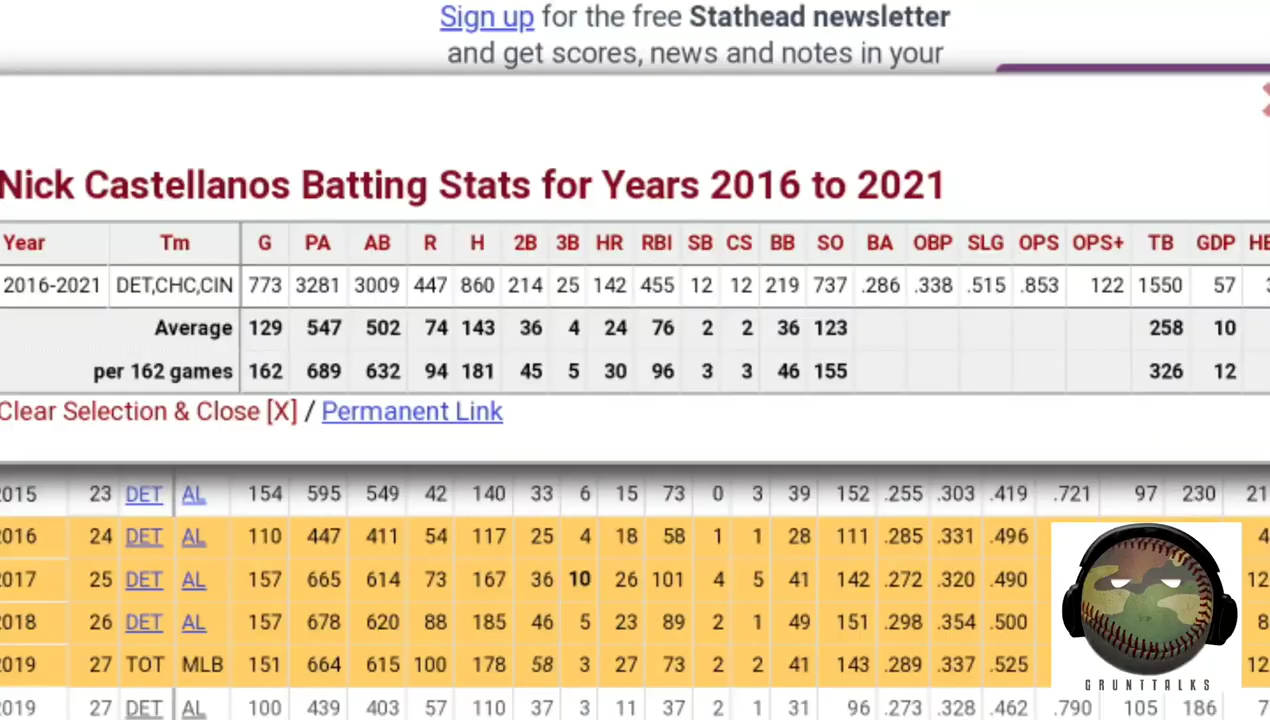 Sign up for the free Stathead newsletter
and get scores, news and notes in your
Nick Castellanos Batting Stats for Years 2016 to 2021
Year Tm G PA AB R H 2B 3B HR RBI SB CS BB SO BA OBP SLG OPS OPS+ TB GDP HB
2016-2021 DET,CHC,CIN 773 3281 3009 447 860 214 25 142 455 12 12 219 737 .286 .338 .515 .853 122 1550 57
Average 129 547 502 74 143 36 4 24 76 2 2 36 123 258 10
per 162 games 162 689 632 94 181 45 5 30 96 3 3 46 155 326 12
Clear Selection & Close [X] / Permanent Link
2015 23 DET AL 154 595 549 42 140 33 6 15 73 0 3 39 152 .255 .303 .419 .721 97 230 21
2016 24 DET AL 110 447 411 54 117 25 4 18 58 1 1 28 111 .285 .331 .496 4
2017 25 DET AL 157 665 614 73 167 36 10 26 101 4 5 41 142 .272 .320 .490 12
2018 26 DET AL 157 678 620 88 185 46 5 23 89 2 1 49 151 .298 .354 .500 8
2019 27 TOT MLB 151 664 615 100 178 58 3 27 73 2 2 41 143 .289 .337 .525 12
2019 27 DET AL 100 439 403 57 110 37 3 11 37 2 1 31 96 .273 .328 .462 .790 105 186 7
GRUNTTALKS